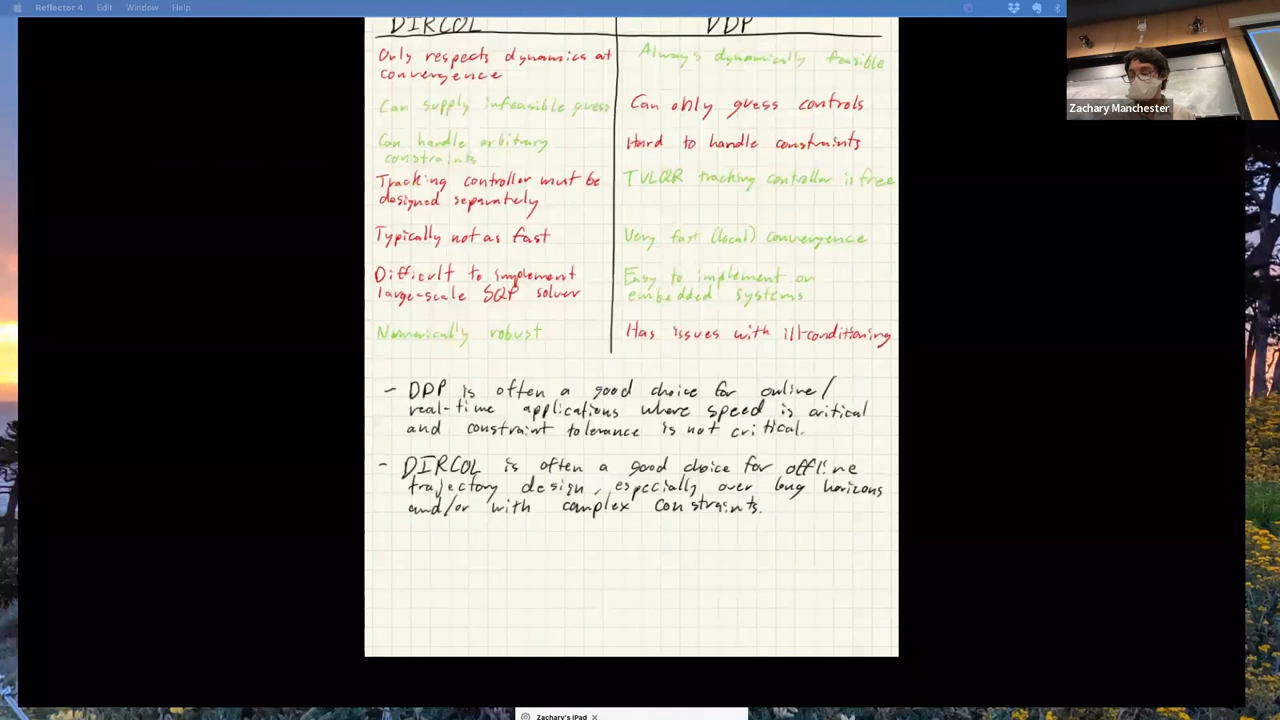 Reflector 4 Edit Window Help
Zachary Manchester
DIRCOL DDP
Only respects dynamics at
convergence
Always dynamically feasible
Can supply infeasible guess
Can only guess controls
Can handle arbitrary
constraints
Hard to handle constraints
Tracking controller must be
designed separately
TVLQR tracking controller is free
Typically not as fast
Very fast (local) convergence
Difficult to implement
large-scale SQP solver
Easy to implement on
embedded systems
Numerically robust
Has issues with ill-conditioning
- DDP is often a good choice for online/
real-time applications where speed is critical
and constraint tolerance is not critical.
- DIRCOL is often a good choice for offline
trajectory design, especially over long horizons
and/or with complex constraints.
Zachary's iPad